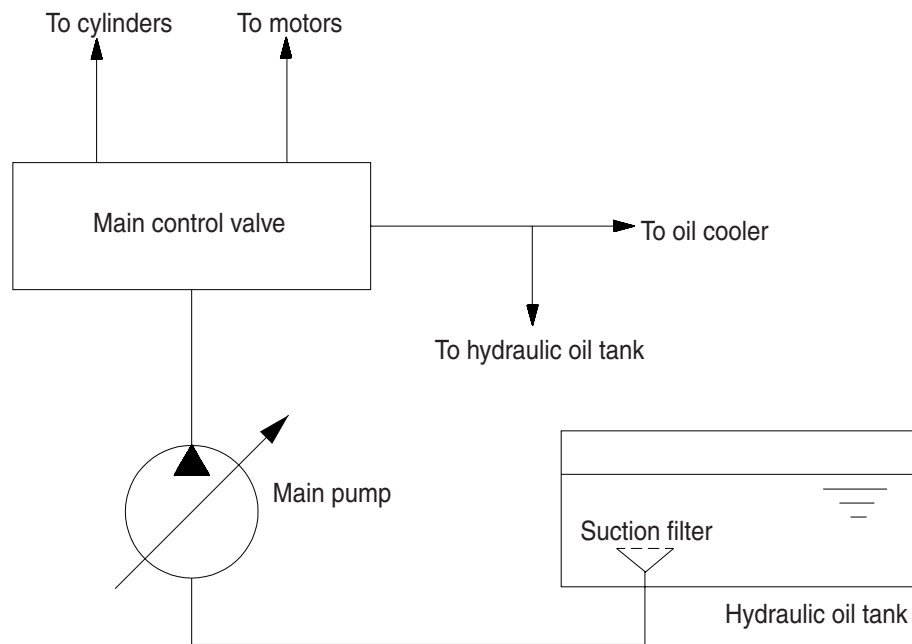 To cylinders
To motors
Main control valve
To oil cooler
To hydraulic oil tank
Main pump
Suction filter
Hydraulic oil tank